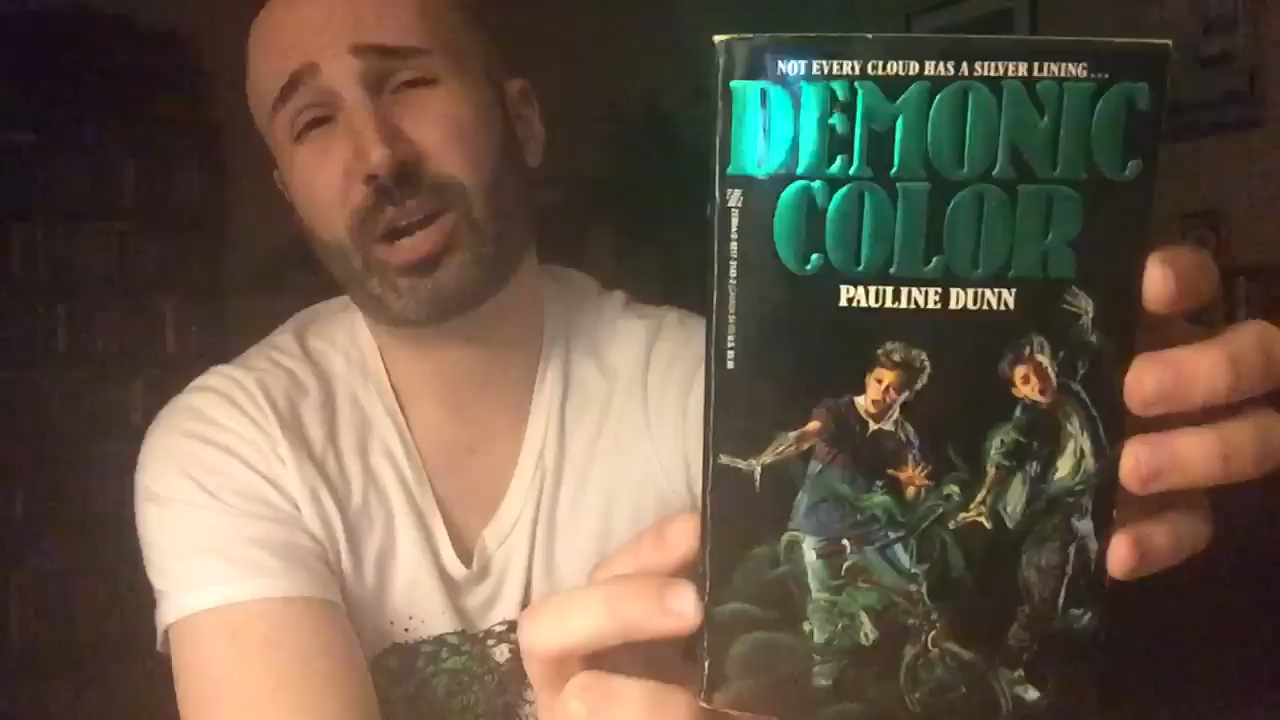 NOT EVERY CLOUD HAS A SILVER LINING...
DEMONIC
COLOR
PAULINE DUNN